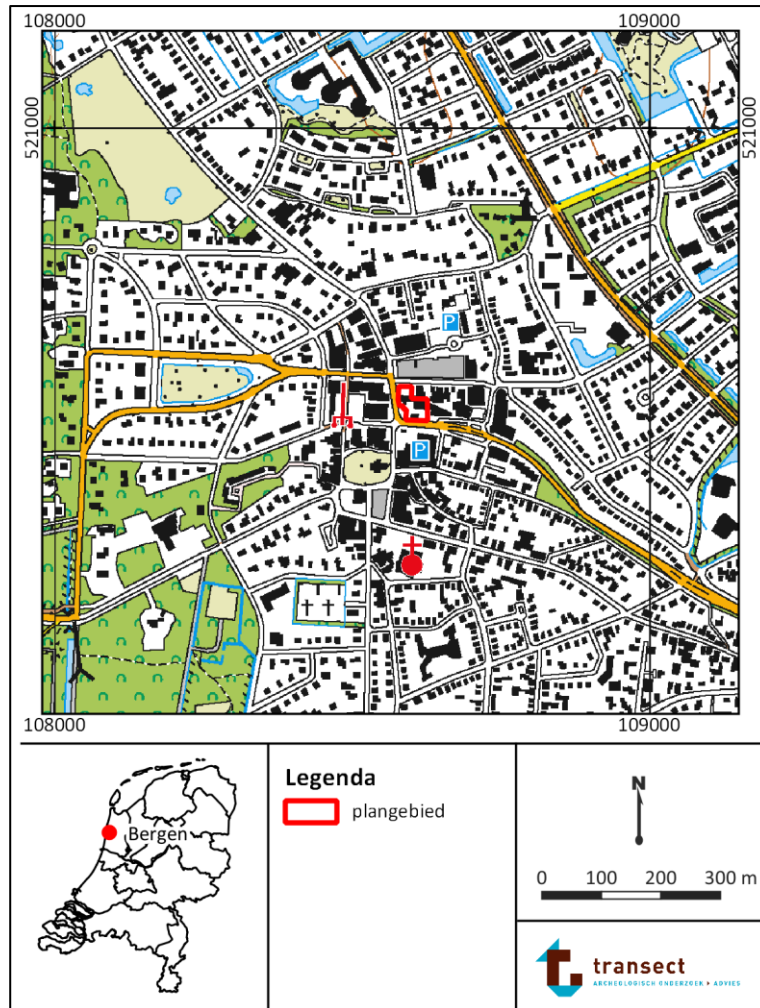 108000
109000
521000
521000
P
P
108000
109000
Bergen
Legenda
plangebied
N
0 100 200 300 m
transect
ARCHEOLOGISCH ONDERZOEK ▸ ADVIES